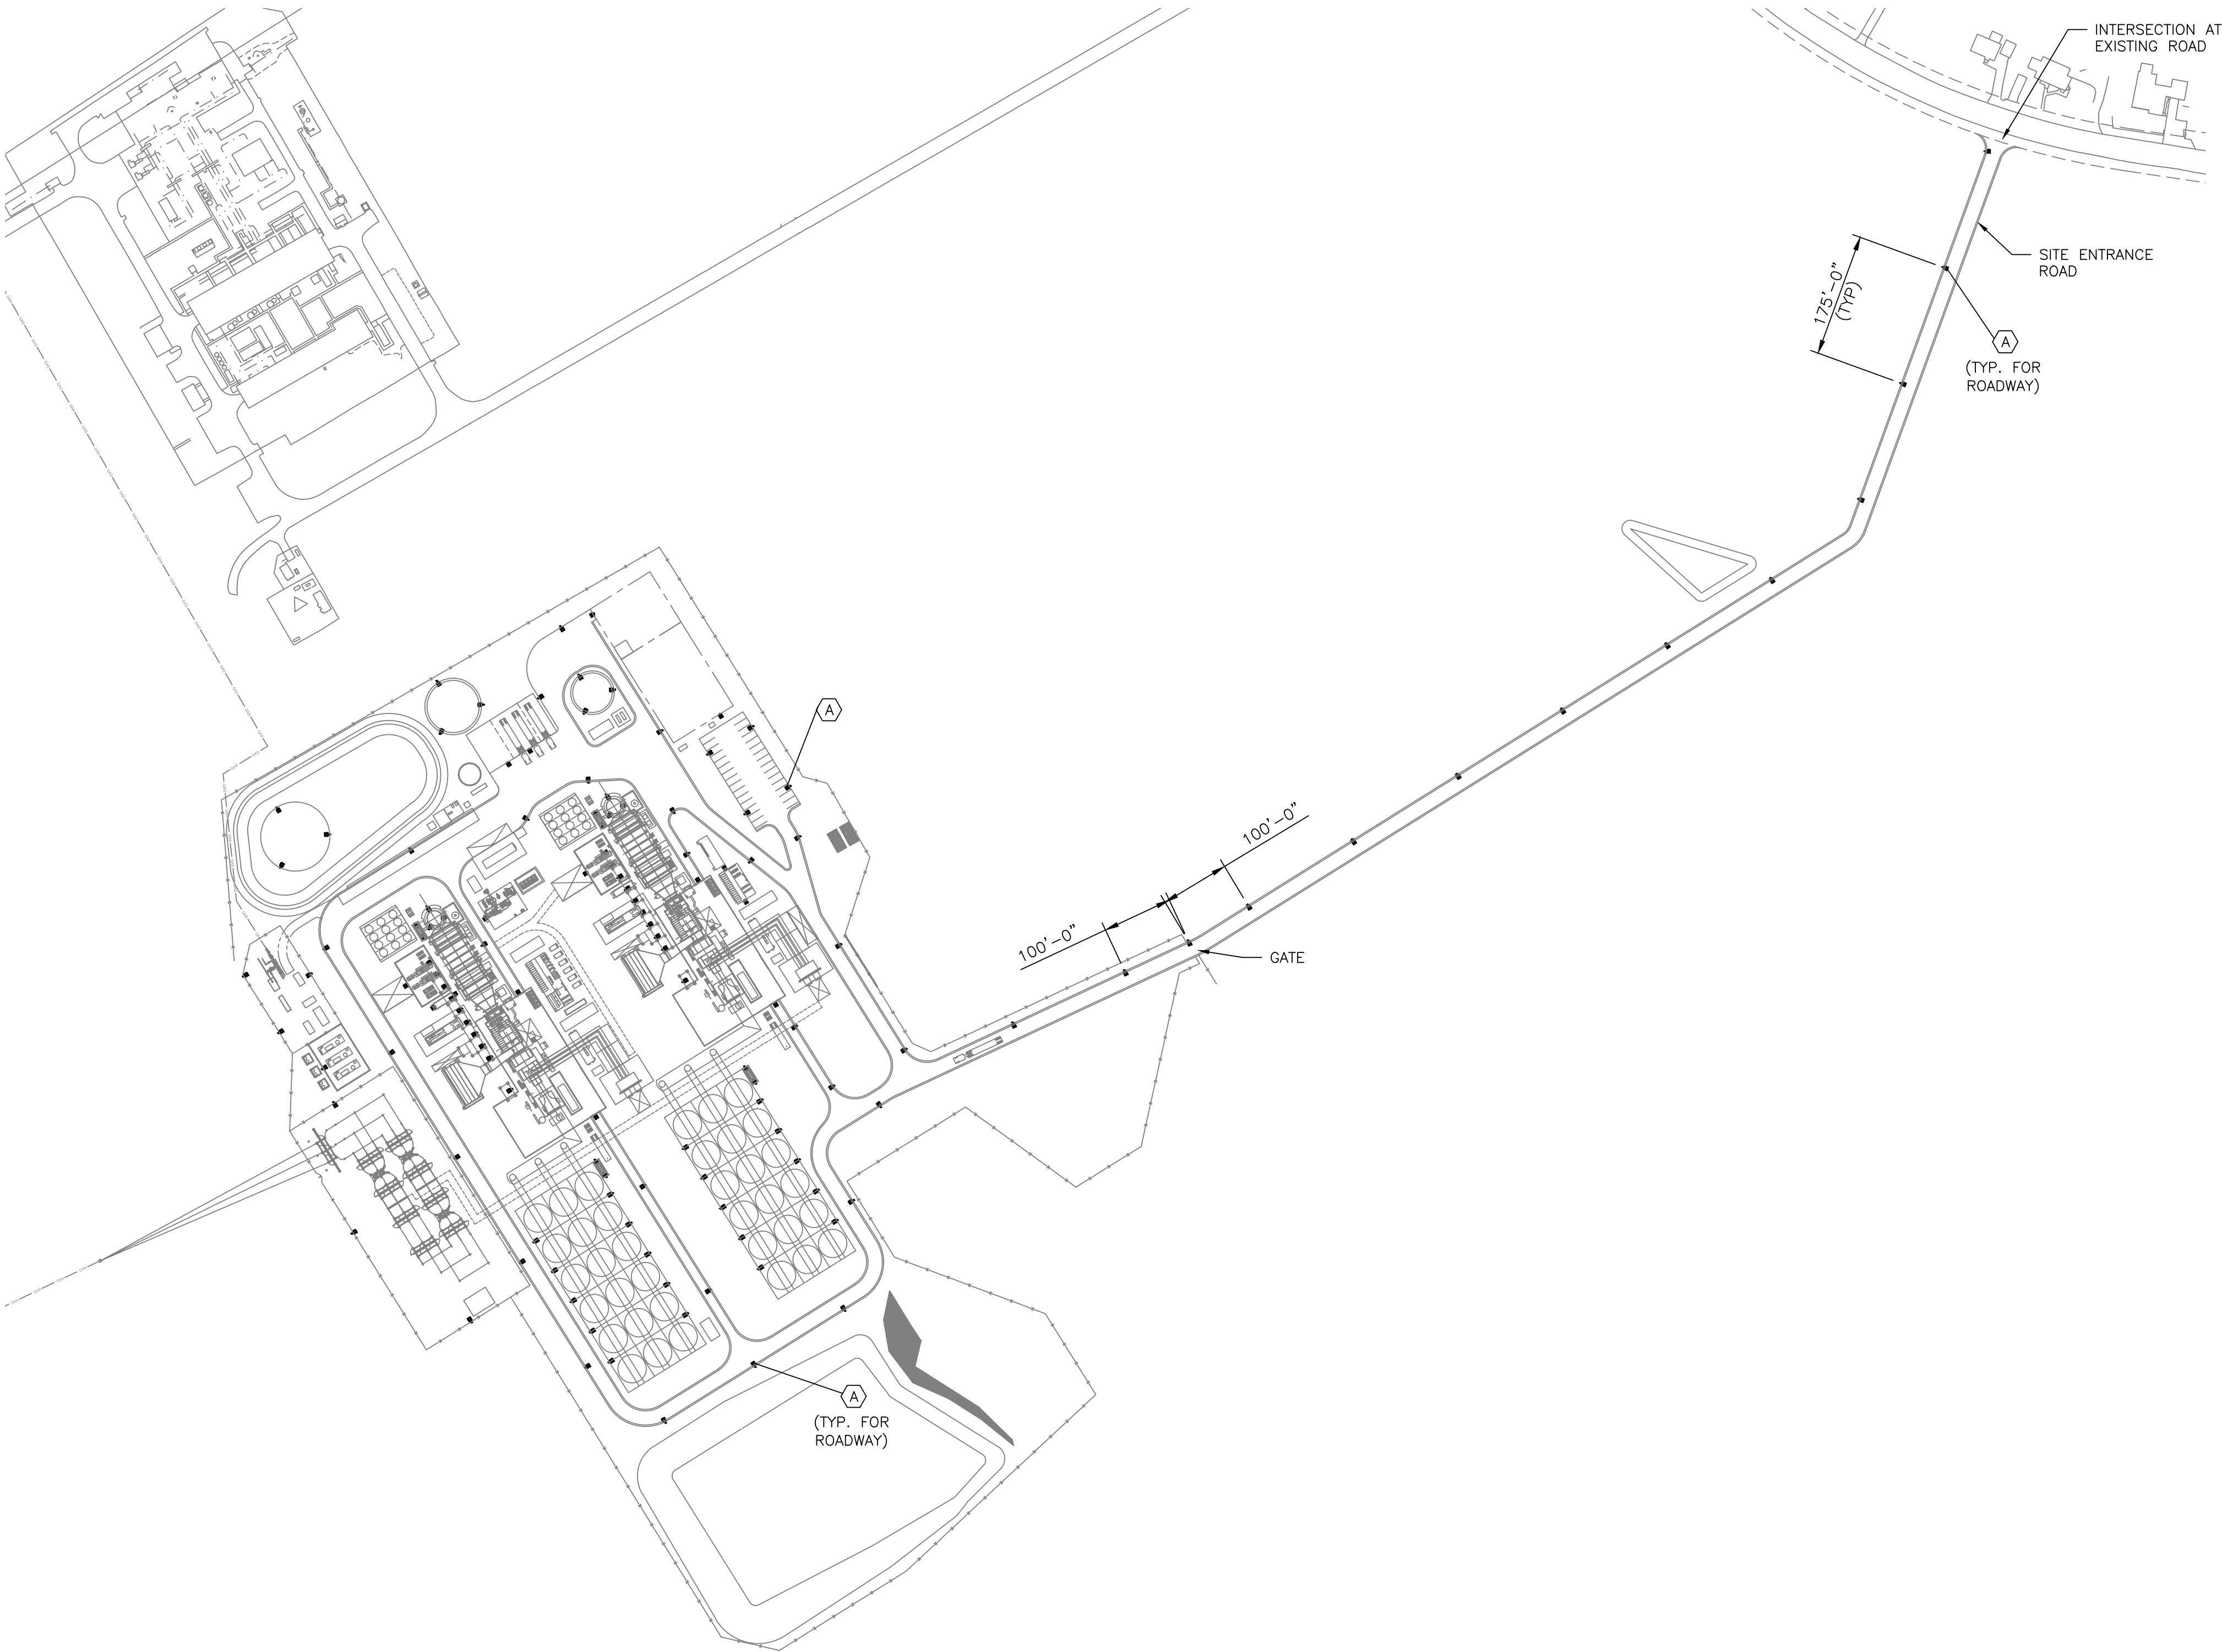 INTERSECTION AT
EXISTING ROAD
SITE ENTRANCE
ROAD
175'-0"
(TYP)
A
(TYP. FOR
ROADWAY)
A
100'-0"
100'-0"
GATE
A
(TYP. FOR
ROADWAY)